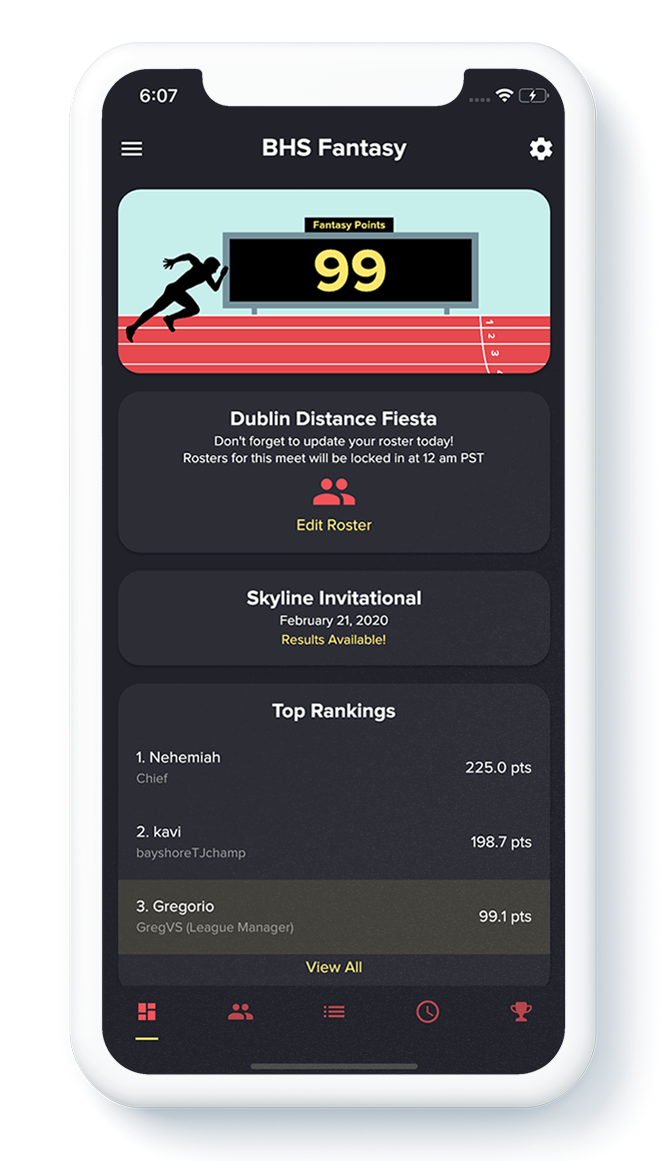 6:07
BHS Fantasy
Fantasy Points
99
1
2
3
4
Dublin Distance Fiesta
Don't forget to update your roster today!
Rosters for this meet will be locked in at 12 am PST
Edit Roster
Skyline Invitational
February 21, 2020
Results Available!
Top Rankings
1. Nehemiah
Chief
225.0 pts
2. kavi
bayshoreTJchamp
198.7 pts
3. Gregorio
GregVS (League Manager)
99.1 pts
View All